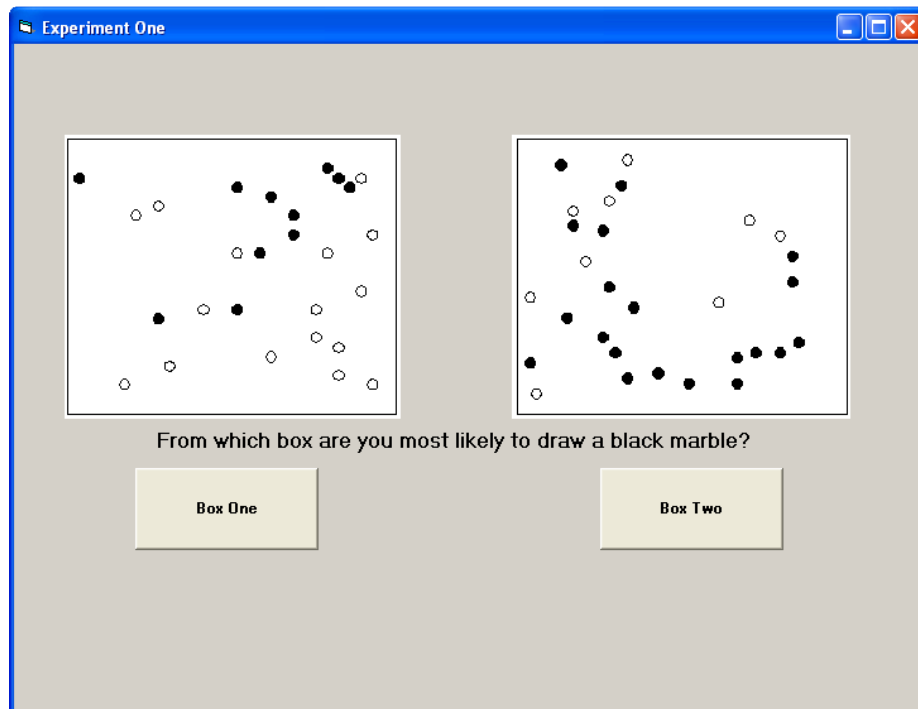 Experiment One
From which box are you most likely to draw a black marble?
Box One
Box Two